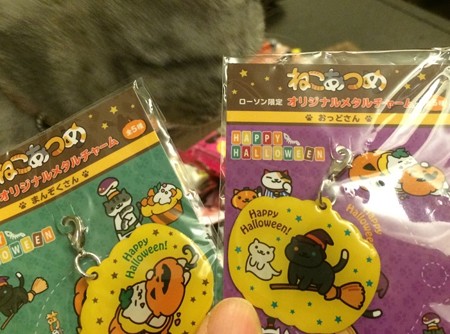 ねこあつめ
全5種
オリジナルメタルチャーム
まんぞくさん
HAPPY
HALLOWEEN
Happy
Halloween!
ねこあつめ
ローソン限定 オリジナルメタルチャーム
おっどさん
HAPPY
HALLOWEEN
Happy
Halloween!